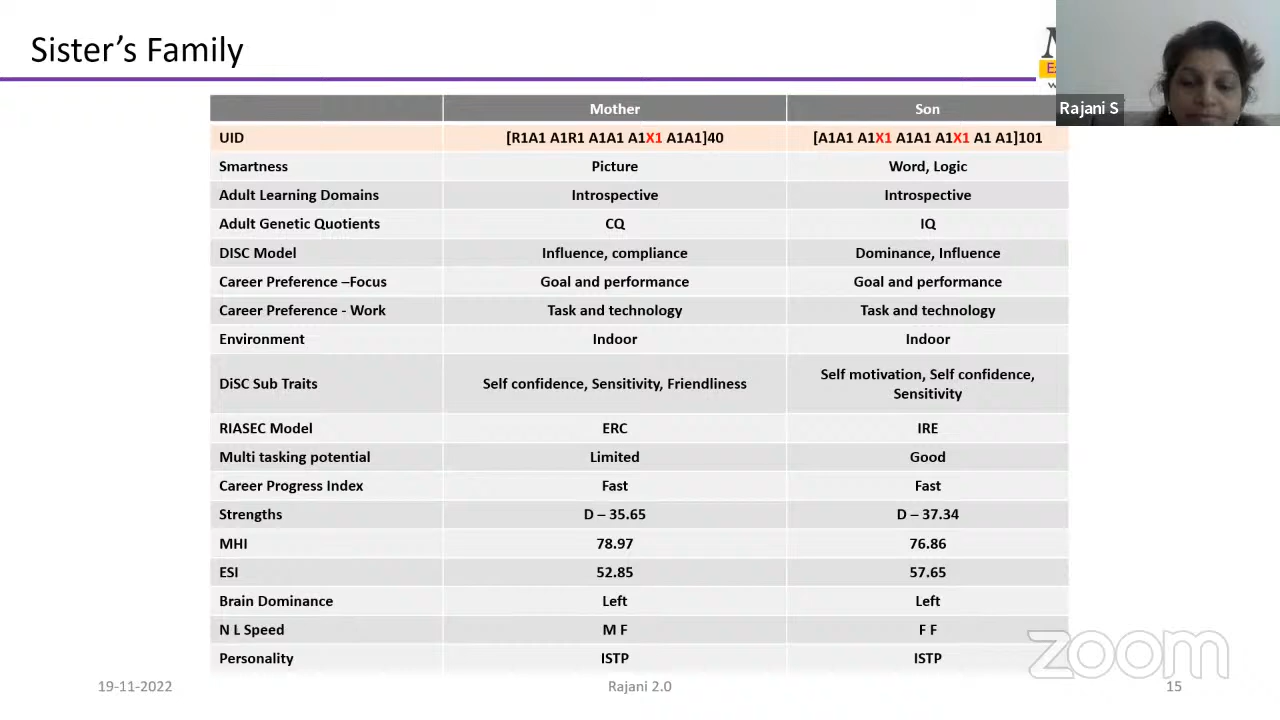 Sister’s Family
Rajani S
Mother Son
UID [R1A1 A1R1 A1A1 A1X1 A1A1]40 [A1A1 A1X1 A1A1 A1X1 A1 A1]101
Smartness Picture Word, Logic
Adult Learning Domains Introspective Introspective
Adult Genetic Quotients CQ IQ
DISC Model Influence, compliance Dominance, Influence
Career Preference –Focus Goal and performance Goal and performance
Career Preference - Work Task and technology Task and technology
Environment Indoor Indoor
DiSC Sub Traits Self confidence, Sensitivity, Friendliness Self motivation, Self confidence,
Sensitivity
RIASEC Model ERC IRE
Multi tasking potential Limited Good
Career Progress Index Fast Fast
Strengths D – 35.65 D – 37.34
MHI 78.97 76.86
ESI 52.85 57.65
Brain Dominance Left Left
N L Speed M F F F
Personality ISTP ISTP
zoom
19-11-2022 Rajani 2.0 15